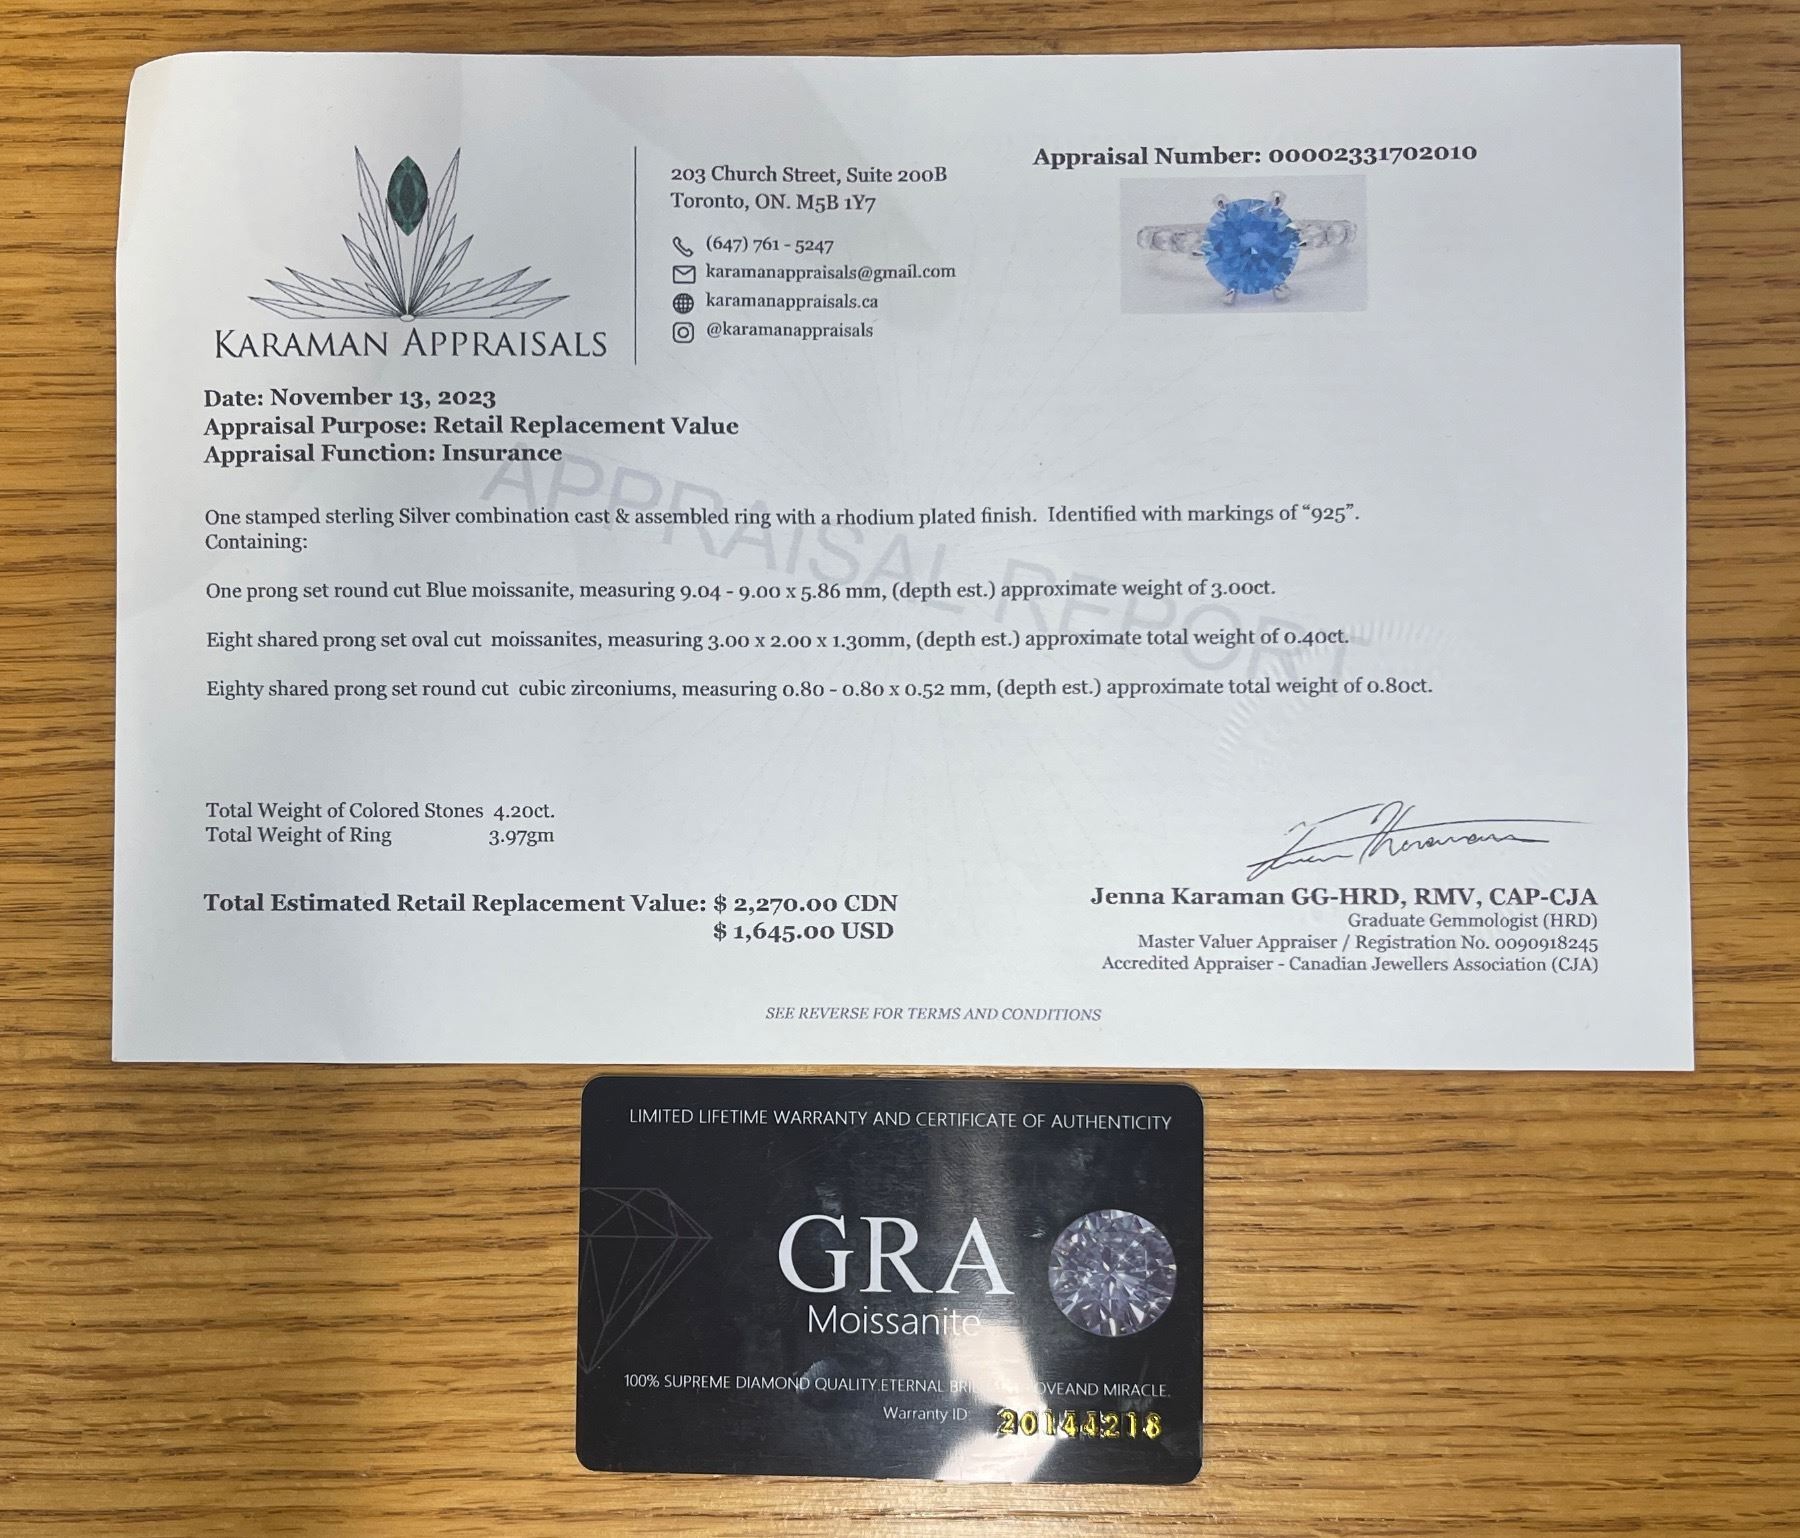 KARAMAN APPRAISALS
203 Church Street, Suite 200B
Toronto, ON. M5B 1Y7
(647) 761 - 5247
karamanappraisals@gmail.com
karamanappraisals.ca
@karamanappraisals
Appraisal Number: 00002331702010
Date: November 13, 2023
Appraisal Purpose: Retail Replacement Value
Appraisal Function: Insurance
APPRAISAL REPORT
One stamped sterling Silver combination cast & assembled ring with a rhodium plated finish. Identified with markings of “925”.
Containing:
One prong set round cut Blue moissanite, measuring 9.04 - 9.00 x 5.86 mm, (depth est.) approximate weight of 3.00ct.
Eight shared prong set oval cut moissanites, measuring 3.00 x 2.00 x 1.30mm, (depth est.) approximate total weight of 0.40ct.
Eighty shared prong set round cut cubic zirconiums, measuring 0.80 - 0.80 x 0.52 mm, (depth est.) approximate total weight of 0.80ct.
Total Weight of Colored Stones 4.20ct.
Total Weight of Ring 3.97gm
Total Estimated Retail Replacement Value: $ 2,270.00 CDN
$ 1,645.00 USD
Jenna Karaman GG-HRD, RMV, CAP-CJA
Graduate Gemmologist (HRD)
Master Valuer Appraiser / Registration No. 0090918245
Accredited Appraiser - Canadian Jewellers Association (CJA)
SEE REVERSE FOR TERMS AND CONDITIONS
LIMITED LIFETIME WARRANTY AND CERTIFICATE OF AUTHENTICITY
GRA
Moissanite
100% SUPREME DIAMOND QUALITY.ETERNAL AND MIRACLE.
Warranty ID 20144218